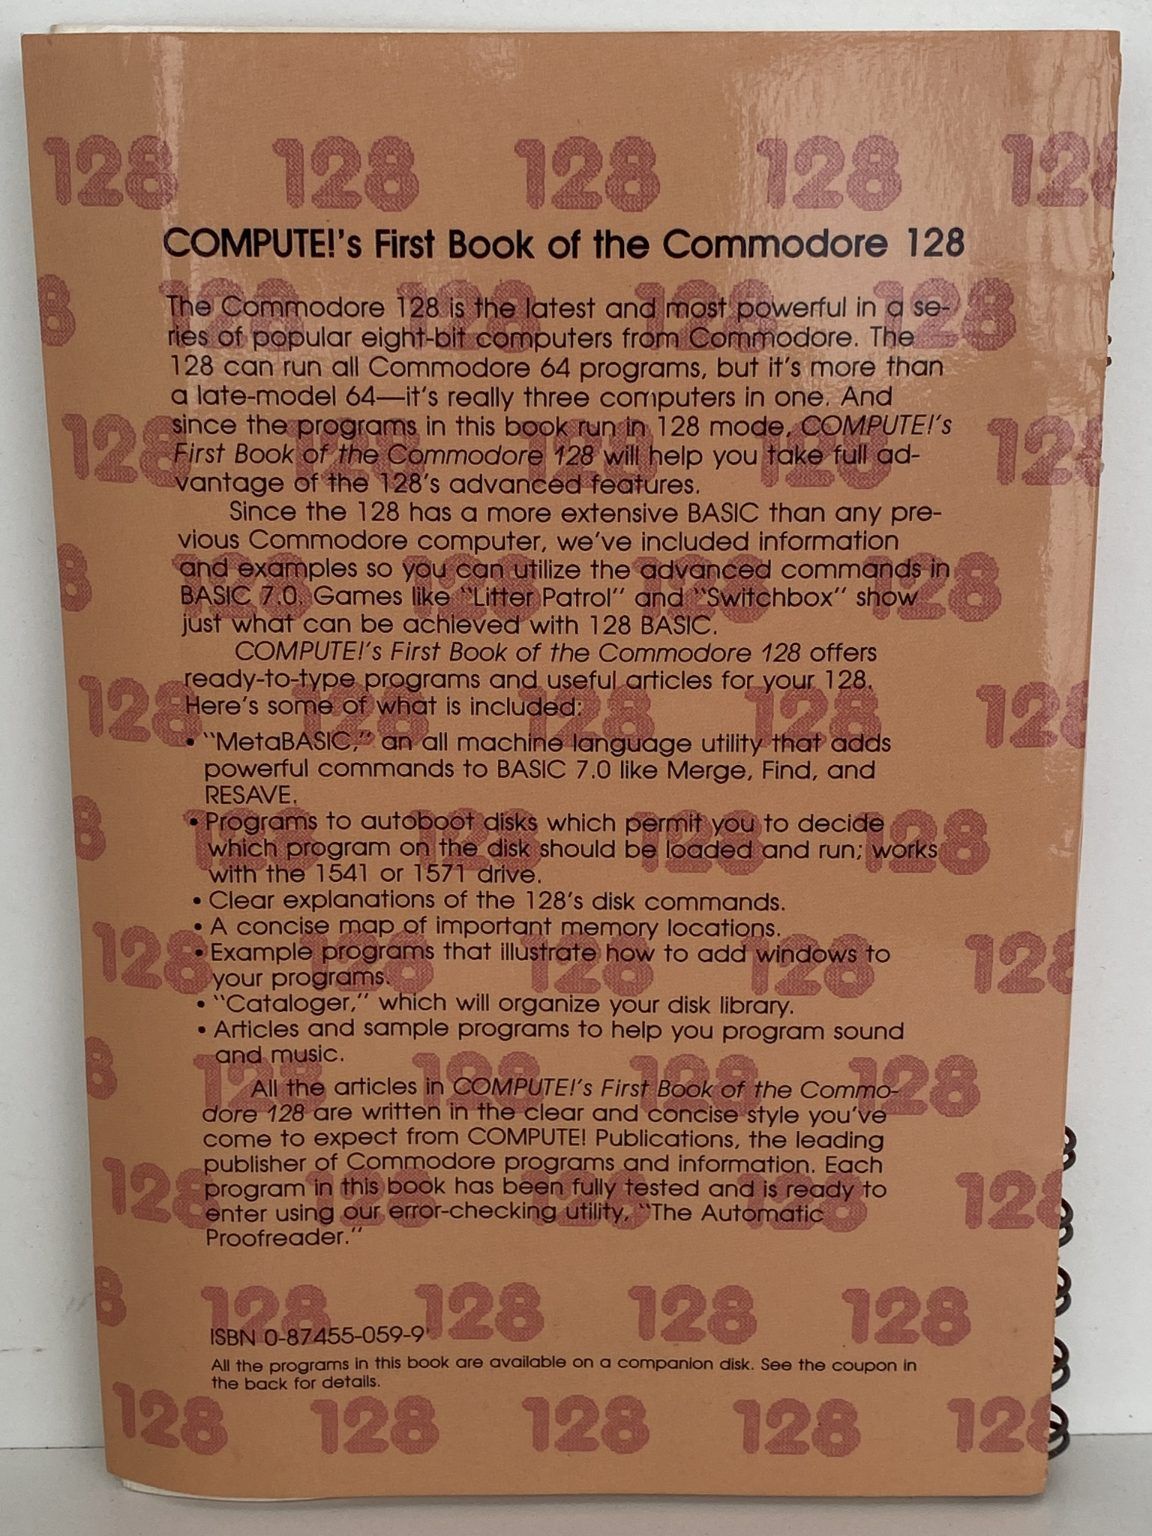 128 128 128 128 128
COMPUTE!'s First Book of the Commodore 128
The Commodore 128 is the latest and most powerful in a se-
ries of popular eight-bit computers from Commodore. The
128 can run all Commodore 64 programs, but it's more than
a late-model 64—it's really three computers in one. And
since the programs in this book run in 128 mode, COMPUTE!'s
First Book of the Commodore 128 will help you take full ad-
vantage of the 128's advanced features.
Since the 128 has a more extensive BASIC than any pre-
vious Commodore computer, we've included information
and examples so you can utilize the advanced commands in
BASIC 7.0. Games like "Litter Patrol" and "Switchbox" show
just what can be achieved with 128 BASIC.
COMPUTE!'s First Book of the Commodore 128 offers
ready-to-type programs and useful articles for your 128.
Here's some of what is included:
• "MetaBASIC," an all machine language utility that adds
powerful commands to BASIC 7.0 like Merge, Find, and
RESAVE.
• Programs to autoboot disks which permit you to decide
which program on the disk should be loaded and run; works
with the 1541 or 1571 drive.
• Clear explanations of the 128's disk commands.
• A concise map of important memory locations.
• Example programs that illustrate how to add windows to
your programs.
• "Cataloger," which will organize your disk library.
• Articles and sample programs to help you program sound
and music.
All the articles in COMPUTE!'s First Book of the Commo-
dore 128 are written in the clear and concise style you've
come to expect from COMPUTE! Publications, the leading
publisher of Commodore programs and information. Each
program in this book has been fully tested and is ready to
enter using our error-checking utility, "The Automatic
Proofreader."
128 128 128 128
ISBN 0-87455-059-9
All the programs in this book are available on a companion disk. See the coupon in
the back for details.
128 128 128 128 128